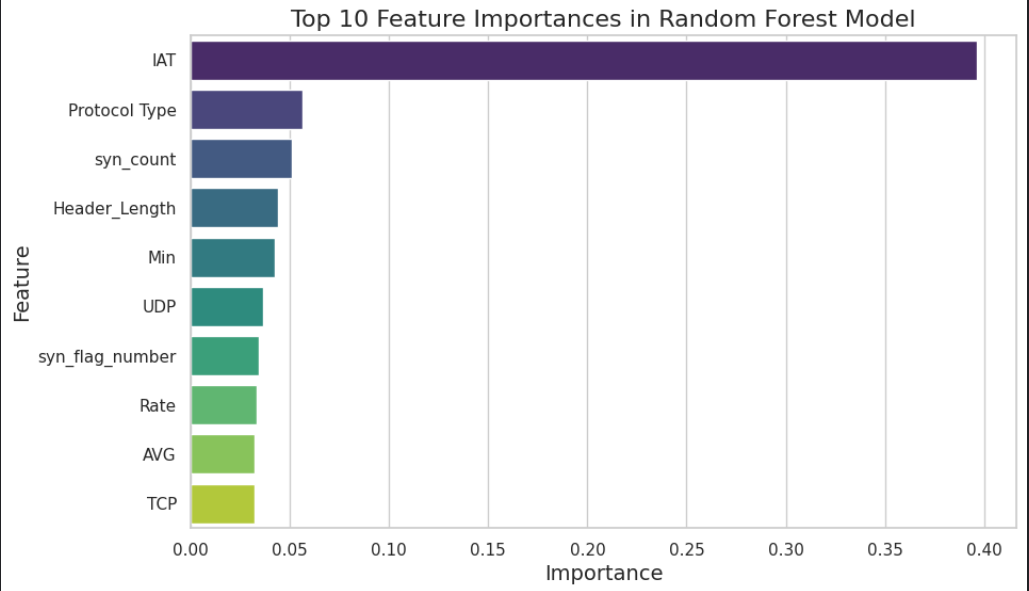 Top 10 Feature Importances in Random Forest Model
IAT
Protocol Type
syn_count
Header_Length
Min
UDP
syn_flag_number
Rate
AVG
TCP
Feature
0.00 0.05 0.10 0.15 0.20 0.25 0.30 0.35 0.40
Importance